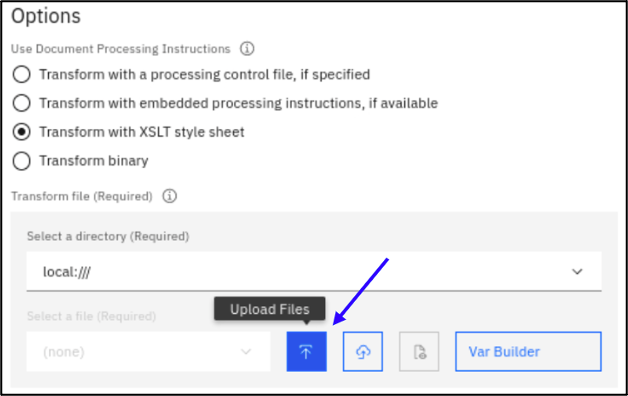 Options
Use Document Processing Instructions
Transform with a processing control file, if specified
Transform with embedded processing instructions, if available
Transform with XSLT style sheet
Transform binary
Transform file (Required)
Select a directory (Required)
local:///
Upload Files
Select a file (Required)
(none)
Var Builder